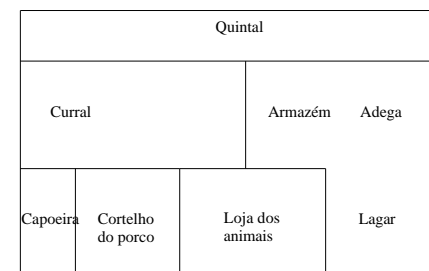 Quintal
Curral
Armazém Adega
Capoeira
Cortelho
do porco
Loja dos
animais
Lagar